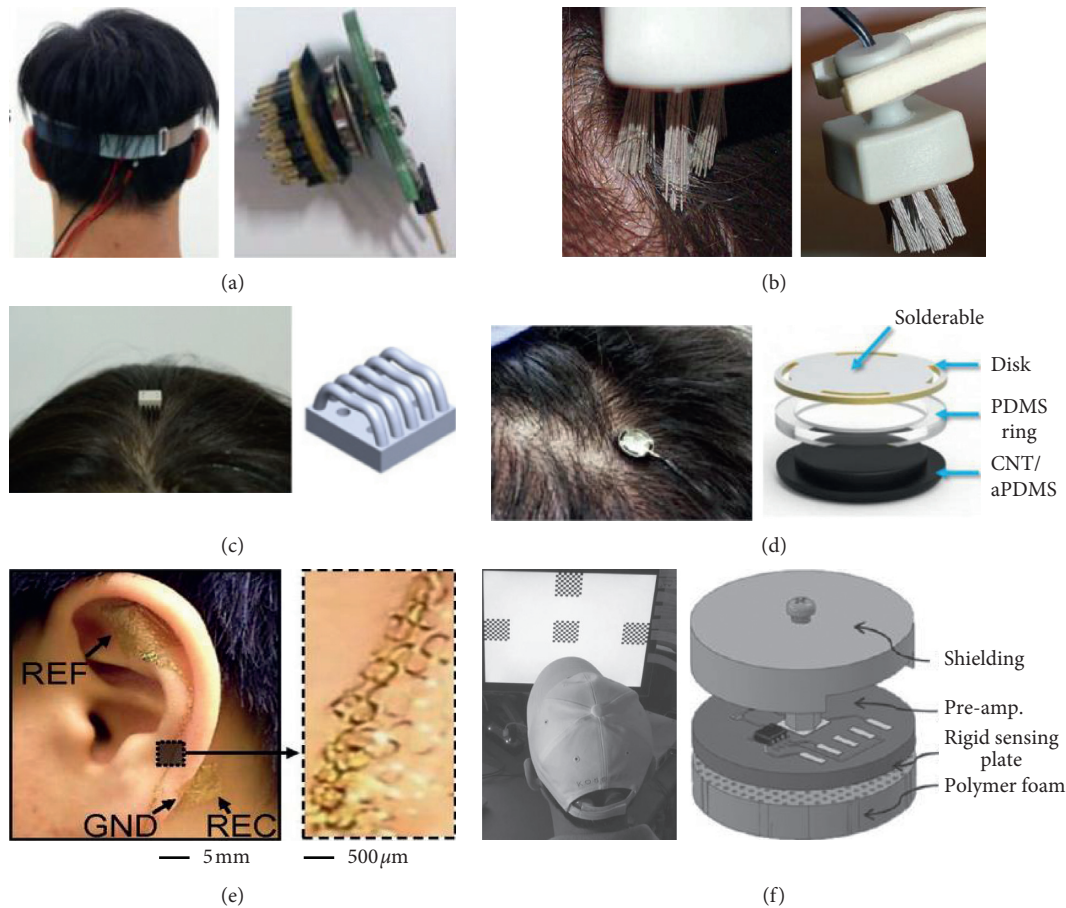 (a)
(b)
Solderable
Disk
PDMS
ring
CNT/
aPDMS
(c)
(d)
REF
GND
REC
5 mm
500 μm
Shielding
Pre-amp.
Rigid sensing
plate
Polymer foam
(e)
(f)